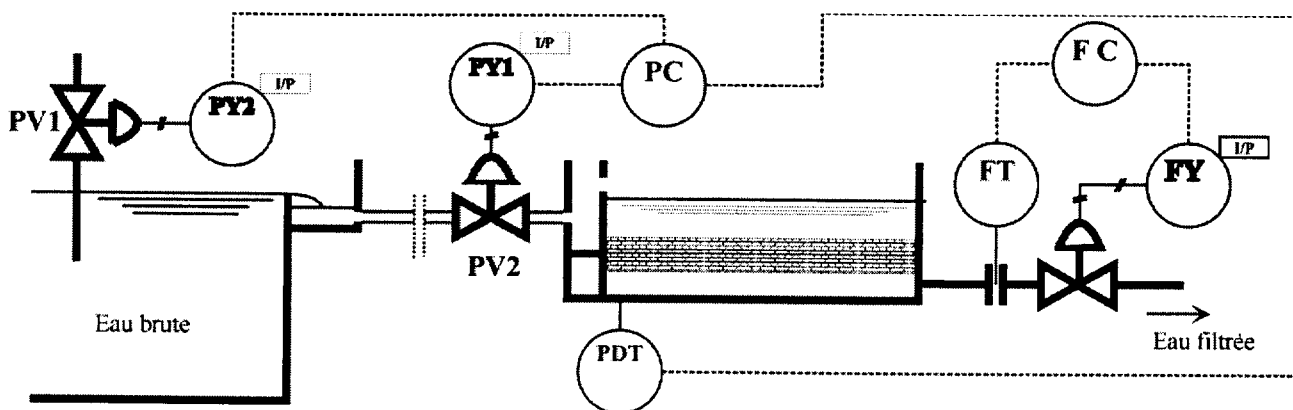 I/P
PY2
PV1
I/P
PY1
PC
F C
FT
I/P
FY
PV2
Eau brute
PDT
Eau filtrée